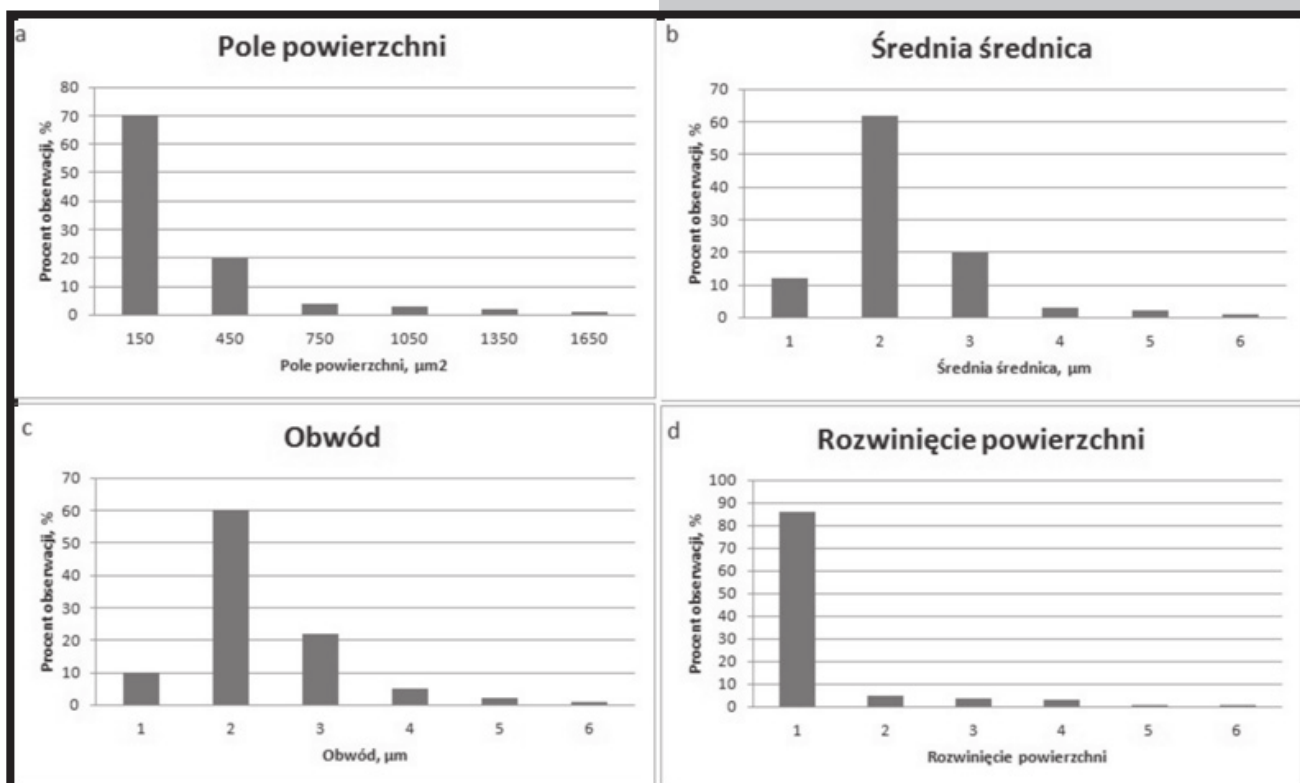 a
Pole powierzchni
Procent obserwacji, %
80
70
60
50
40
30
20
10
0
150 450 750 1050 1350 1650
Pole powierzchni, µm2
b
Średnia średnica
Procent obserwacji, %
70
60
50
40
30
20
10
0
1 2 3 4 5 6
Średnia średnica, µm
c
Obwód
Procent obserwacji, %
70
60
50
40
30
20
10
0
1 2 3 4 5 6
Obwód, µm
d
Rozwinięcie powierzchni
Procent obserwacji, %
100
90
80
70
60
50
40
30
20
10
0
1 2 3 4 5 6
Rozwinięcie powierzchni